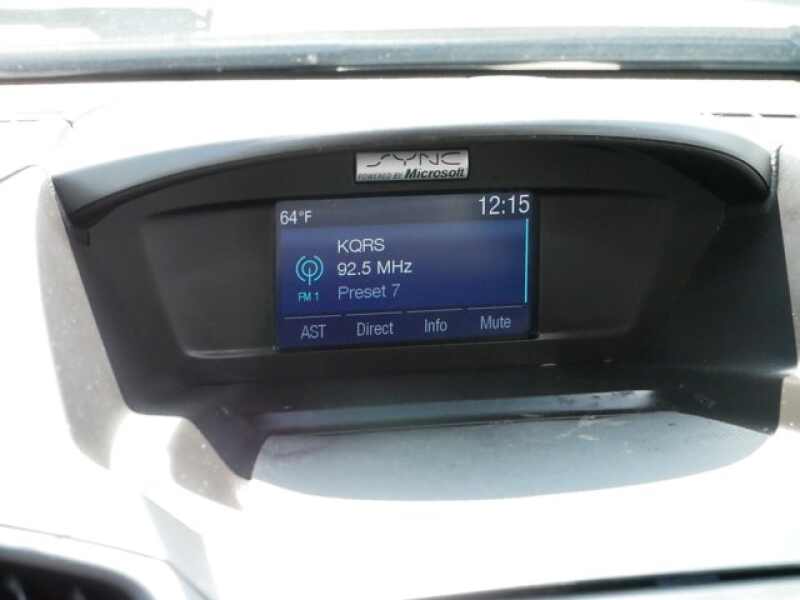 SYNC
POWERED BY Microsoft
64°F 12:15
KQRS
92.5 MHz
FM 1 Preset 7
AST Direct Info Mute